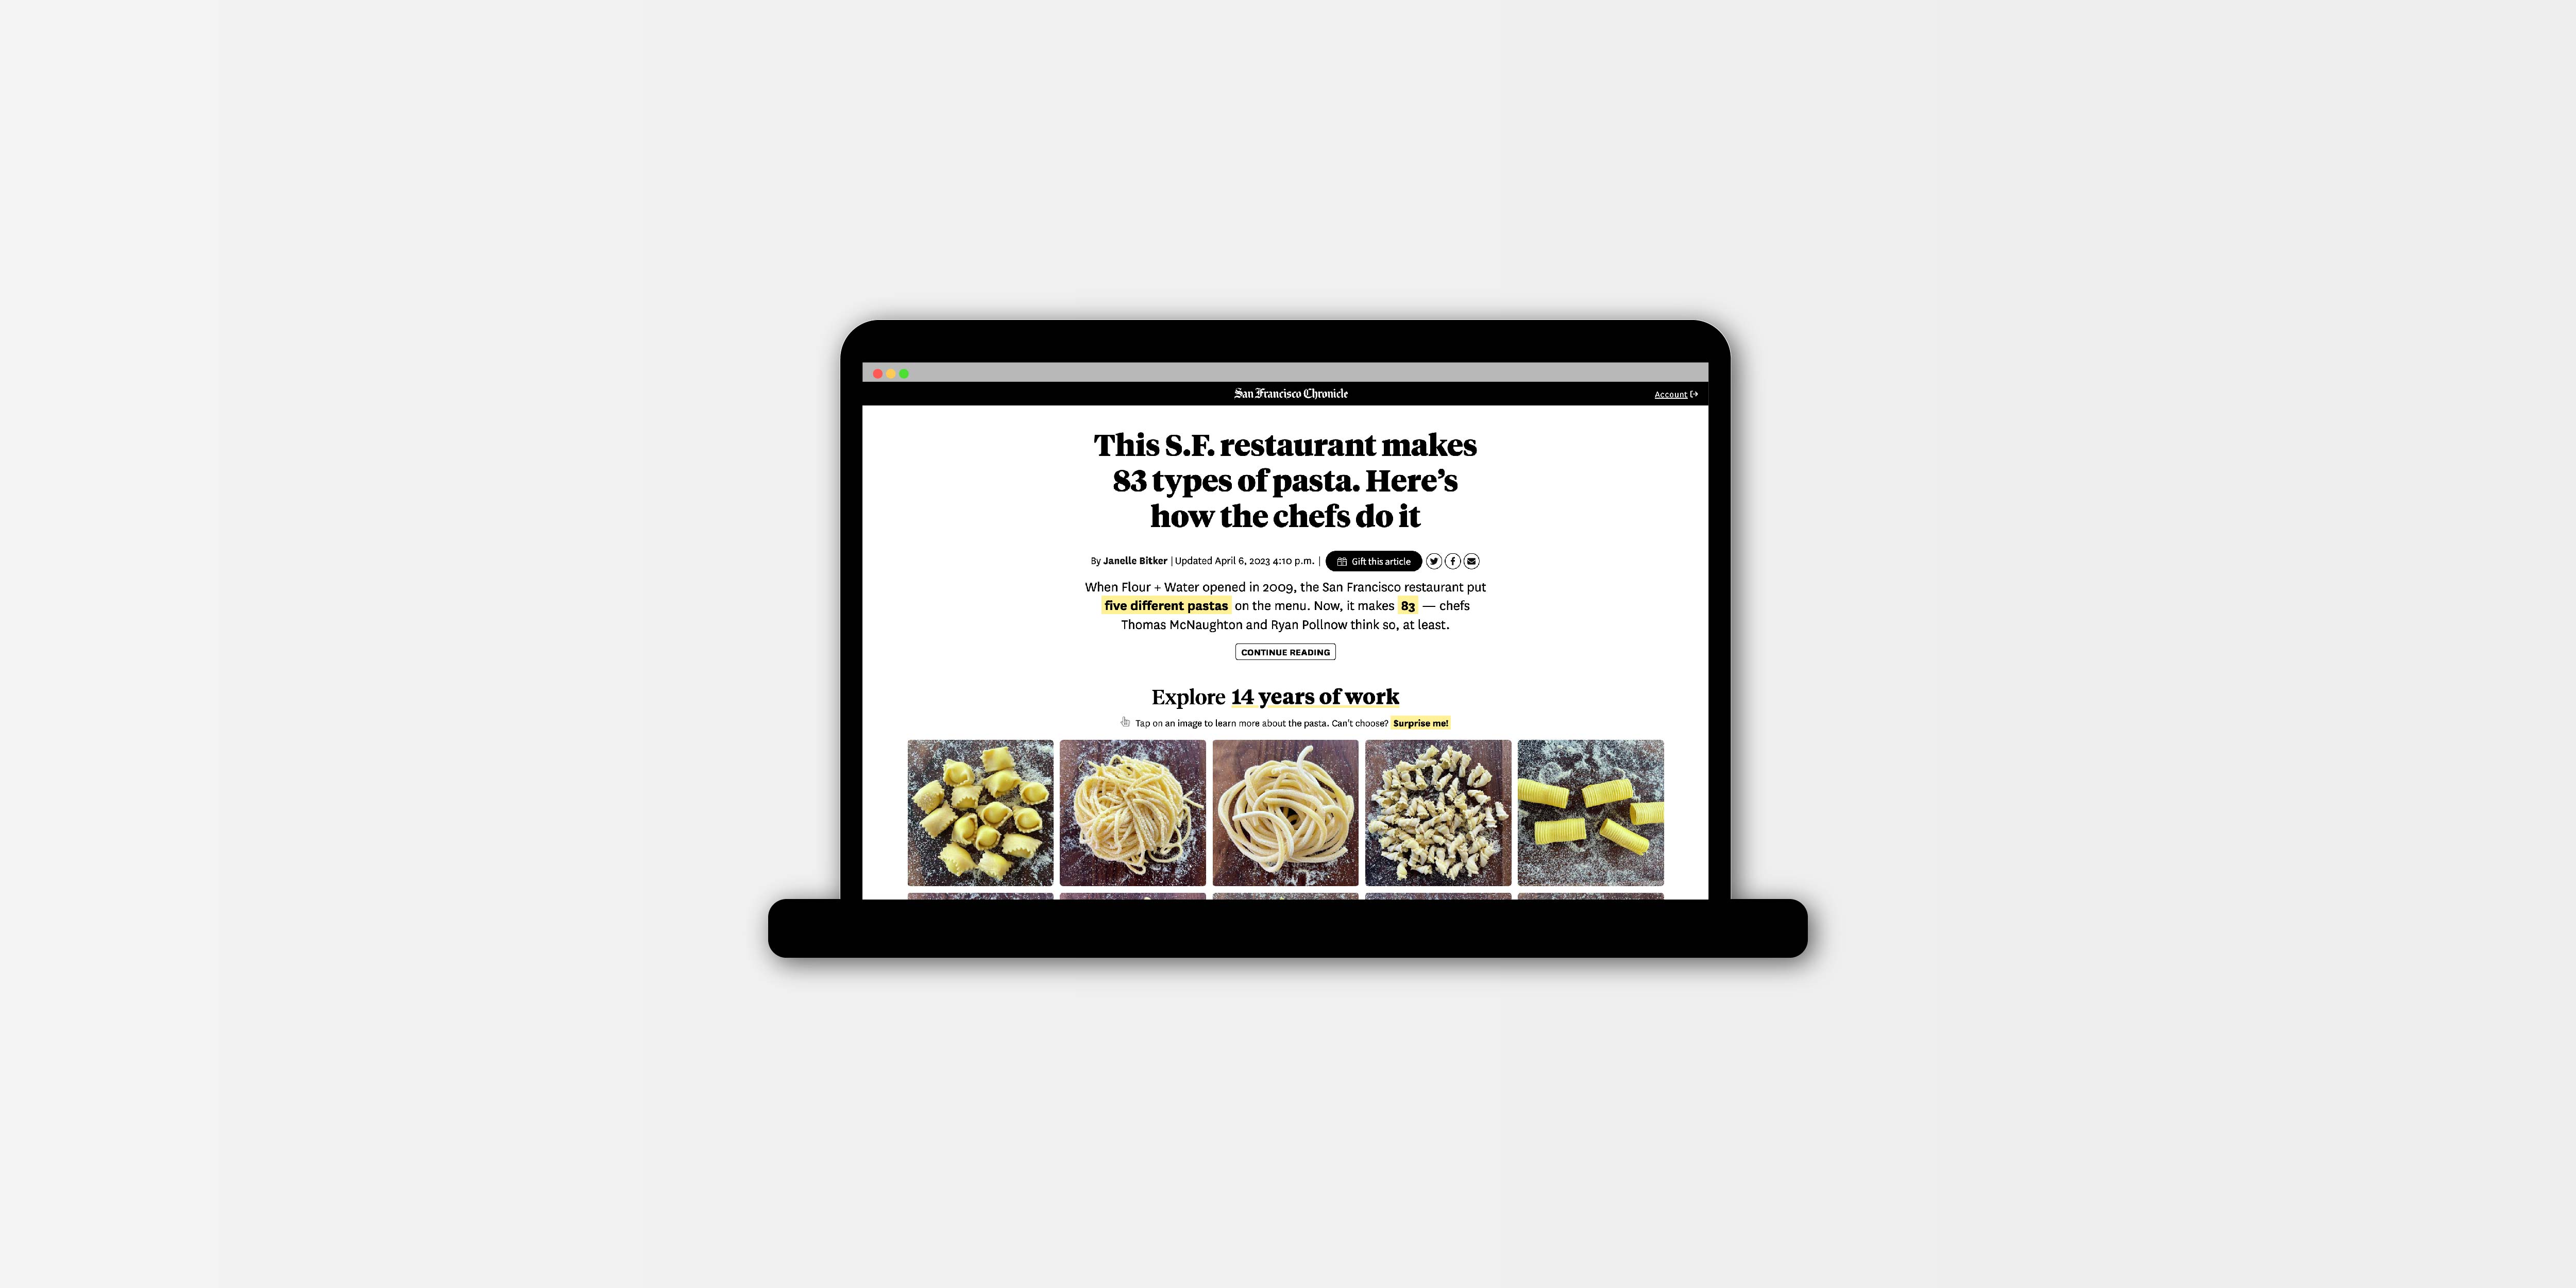 San Francisco Chronicle
Account
This S.F. restaurant makes
83 types of pasta. Here's
how the chefs do it
By Janelle Bitker | Updated April 6, 2023 4:10 p.m. | Gift this article
When Flour + Water opened in 2009, the San Francisco restaurant put
five different pastas on the menu. Now, it makes 83 — chefs
Thomas McNaughton and Ryan Pollnow think so, at least.
CONTINUE READING
Explore 14 years of work
Tap on an image to learn more about the pasta. Can't choose? Surprise me!